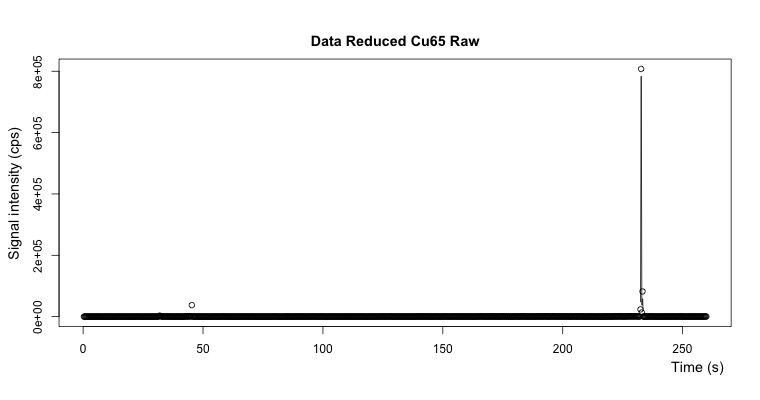 Data Reduced Cu65 Raw
8e+05
6e+05
4e+05
2e+05
0e+00
Signal intensity (cps)
0 50 100 150 200 250
Time (s)